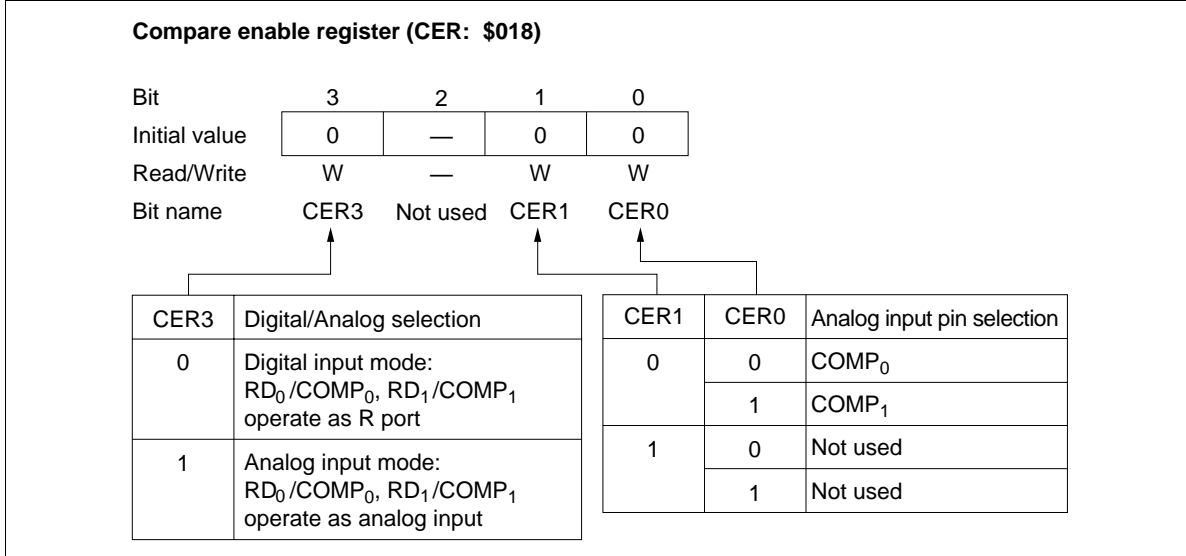 Compare enable register (CER: $018)
Bit 3 2 1 0
Initial value 0 — 0 0
Read/Write W — W W
Bit name CER3 Not used CER1 CER0
CER3 Digital/Analog selection
0 Digital input mode:
RD₀/COMP₀, RD₁/COMP₁
operate as R port
1 Analog input mode:
RD₀/COMP₀, RD₁/COMP₁
operate as analog input
CER1 CER0 Analog input pin selection
0 0 COMP₀
1 COMP₁
1 0 Not used
1 Not used